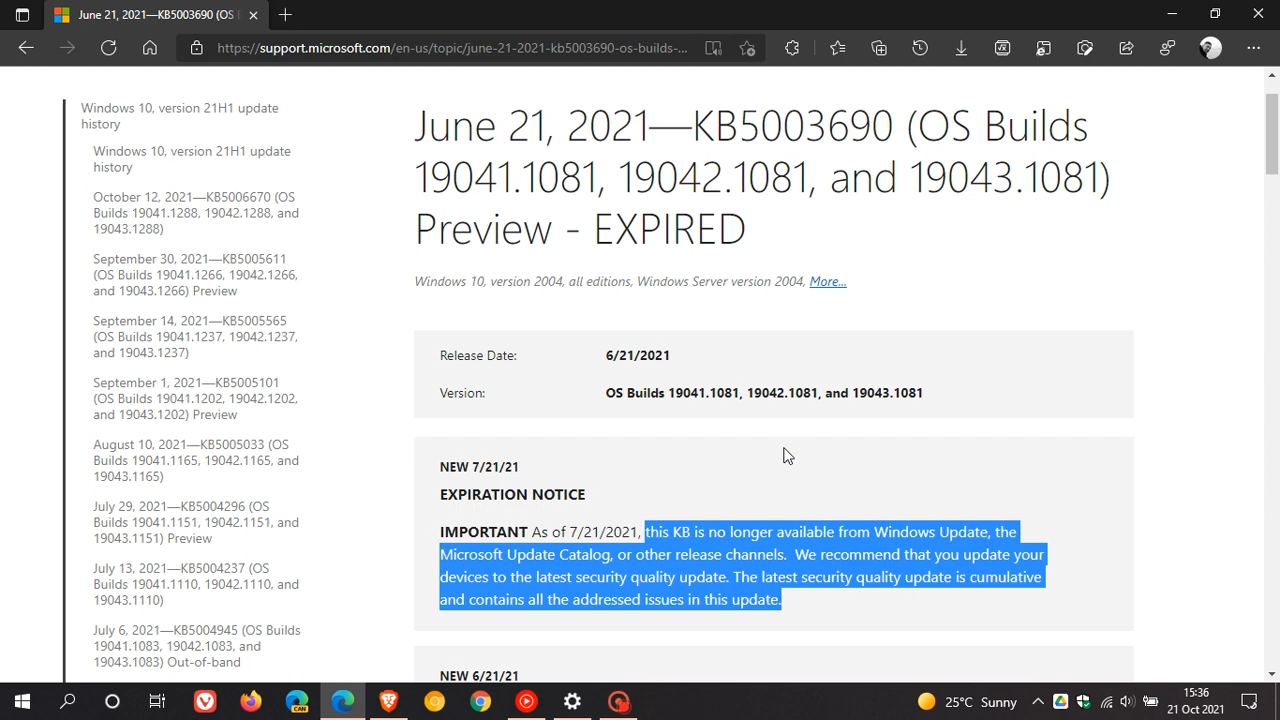 June 21, 2021—KB5003690 (OS
https://support.microsoft.com/en-us/topic/june-21-2021-kb5003690-os-builds-...
Windows 10, version 21H1 update
history
Windows 10, version 21H1 update
history
October 12, 2021—KB5006670 (OS
Builds 19041.1288, 19042.1288, and
19043.1288)
September 30, 2021—KB5005611
(OS Builds 19041.1266, 19042.1266,
and 19043.1266) Preview
September 14, 2021—KB5005565
(OS Builds 19041.1237, 19042.1237,
and 19043.1237)
September 1, 2021—KB5005101
(OS Builds 19041.1202, 19042.1202,
and 19043.1202) Preview
August 10, 2021—KB5005033 (OS
Builds 19041.1165, 19042.1165, and
19043.1165)
July 29, 2021—KB5004296 (OS
Builds 19041.1151, 19042.1151, and
19043.1151) Preview
July 13, 2021—KB5004237 (OS
Builds 19041.1110, 19042.1110, and
19043.1110)
July 6, 2021—KB5004945 (OS Builds
19041.1083, 19042.1083, and
19043.1083) Out-of-band
June 21, 2021—KB5003690 (OS Builds
19041.1081, 19042.1081, and 19043.1081)
Preview - EXPIRED
Windows 10, version 2004, all editions, Windows Server version 2004, More...
Release Date: 6/21/2021
Version: OS Builds 19041.1081, 19042.1081, and 19043.1081
NEW 7/21/21
EXPIRATION NOTICE
IMPORTANT As of 7/21/2021, this KB is no longer available from Windows Update, the
Microsoft Update Catalog, or other release channels.  We recommend that you update your
devices to the latest security quality update. The latest security quality update is cumulative
and contains all the addressed issues in this update.
NEW 6/21/21
CAN
25°C Sunny
15:36
21 Oct 2021